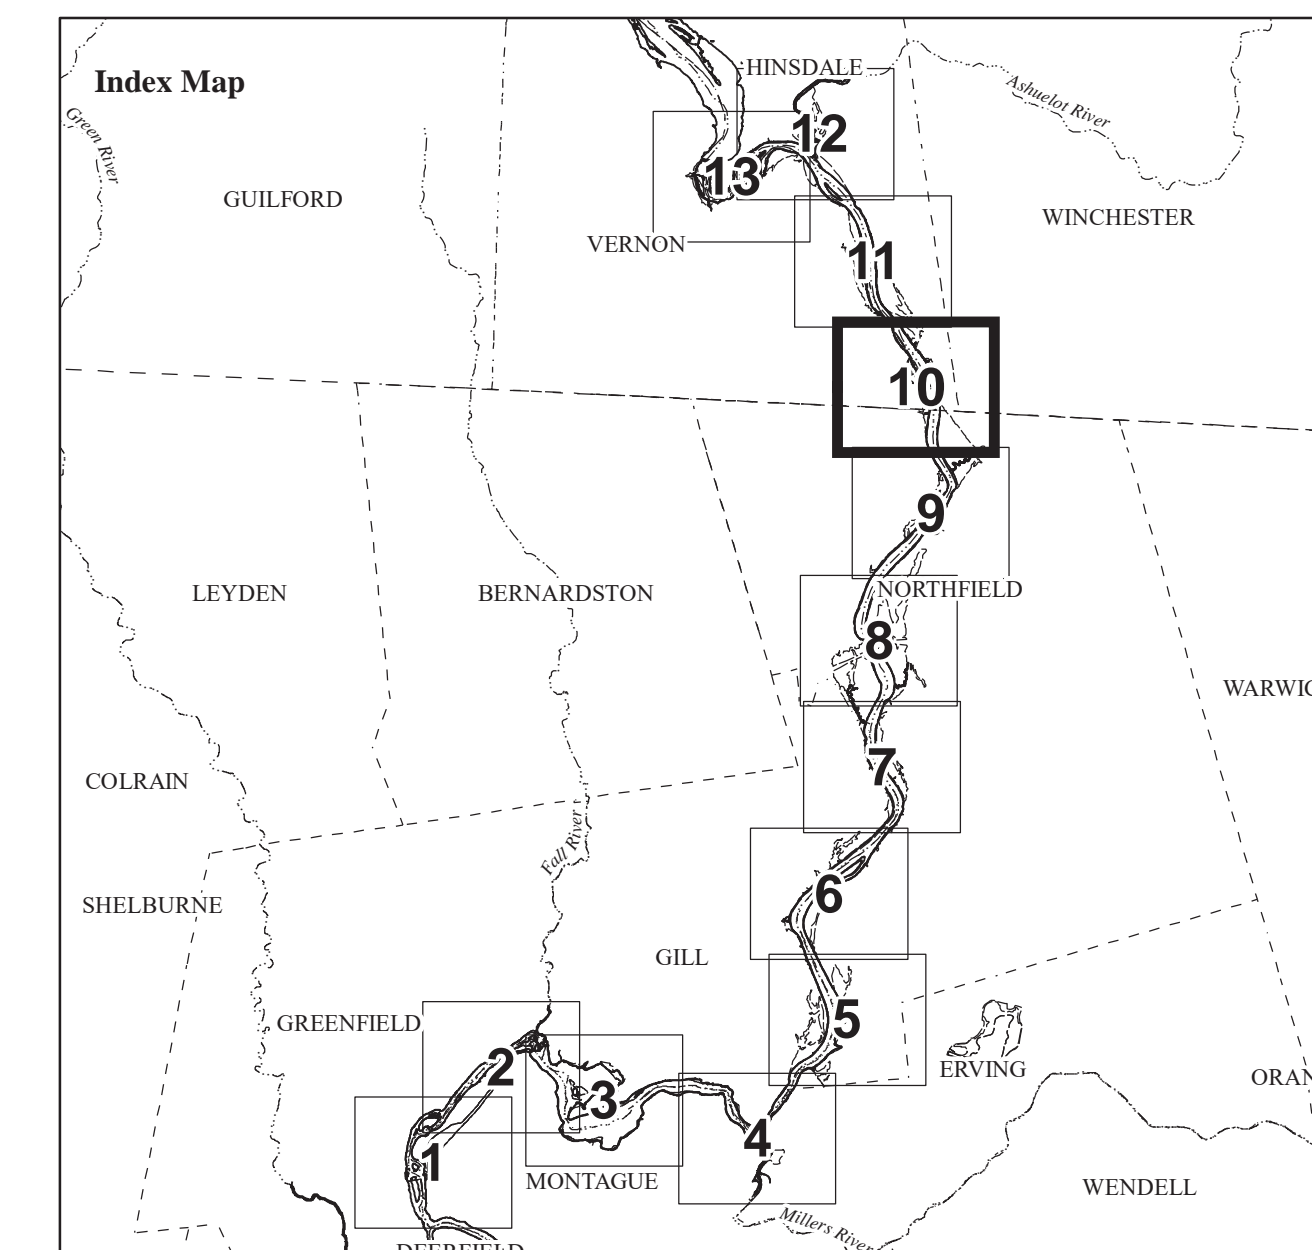 HINSDALE
Index Map
Ashuelot River
Green River
12
13
GUILFORD
WINCHESTER
VERNON
11
10
9
LEYDEN
BERNARDSTON
NORTHFIELD
8
WARWIC
7
COLRAIN
Fall River
6
SHELBURNE
GILL
5
GREENFIELD
2
ERVING
ORAN
3
4
1
MONTAGUE
WENDELL
Millers River
DEERFIELD